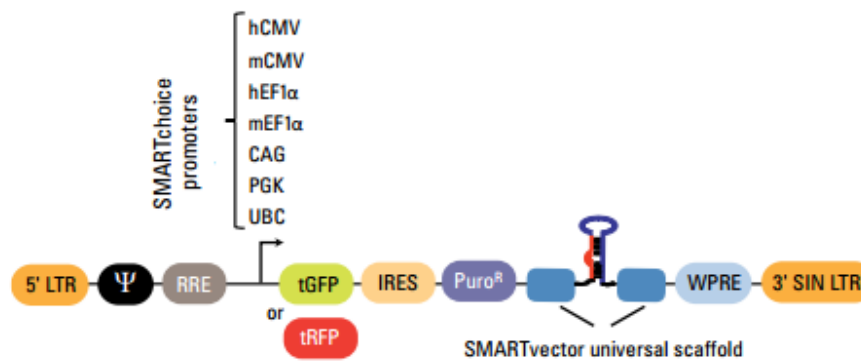 SMARTchoice
promoters
hCMV
mCMV
hEF1α
mEF1α
CAG
PGK
UBC
5' LTR
Ψ
RRE
tGFP
IRES
Puroᴿ
WPRE
3' SIN LTR
or
tRFP
SMARTvector universal scaffold